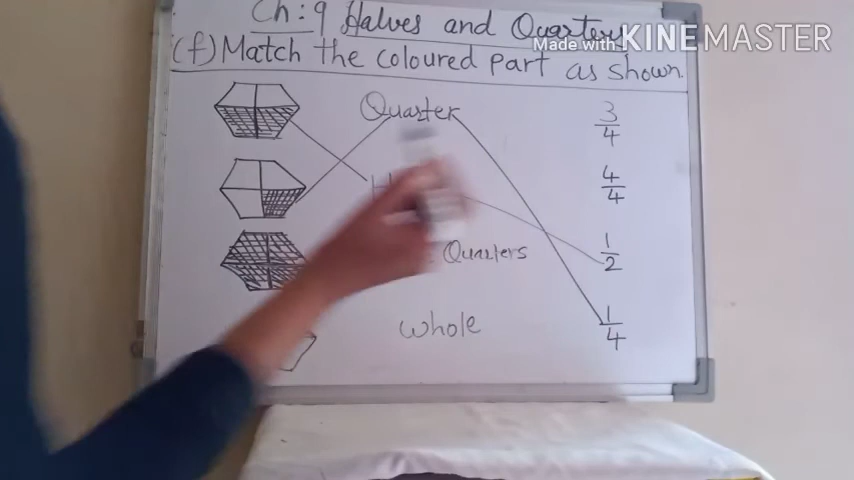 Ch: 9 Halves and Quarters
Made with KINEMASTER
(f) Match the coloured part as shown.
Quarter
3/4
4/4
1/2
Quarters
whole
1/4